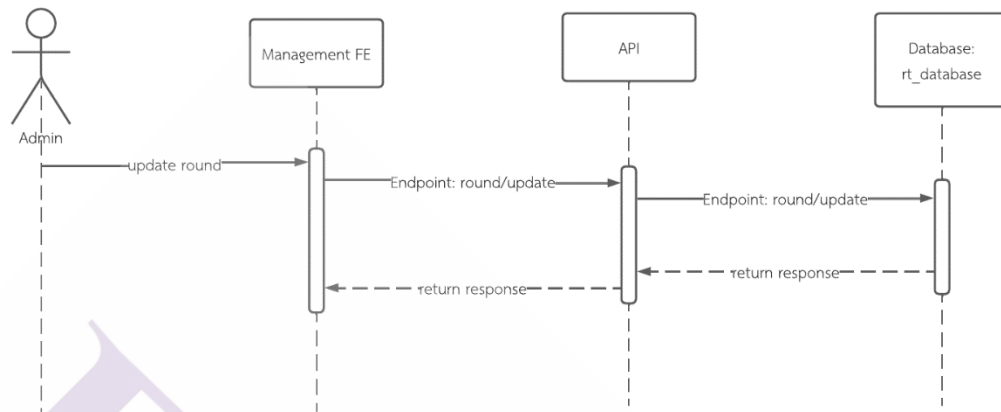 Management FE
API
Database:
rt_database
Admin
update round
Endpoint: round/update
Endpoint: round/update
return response
return response